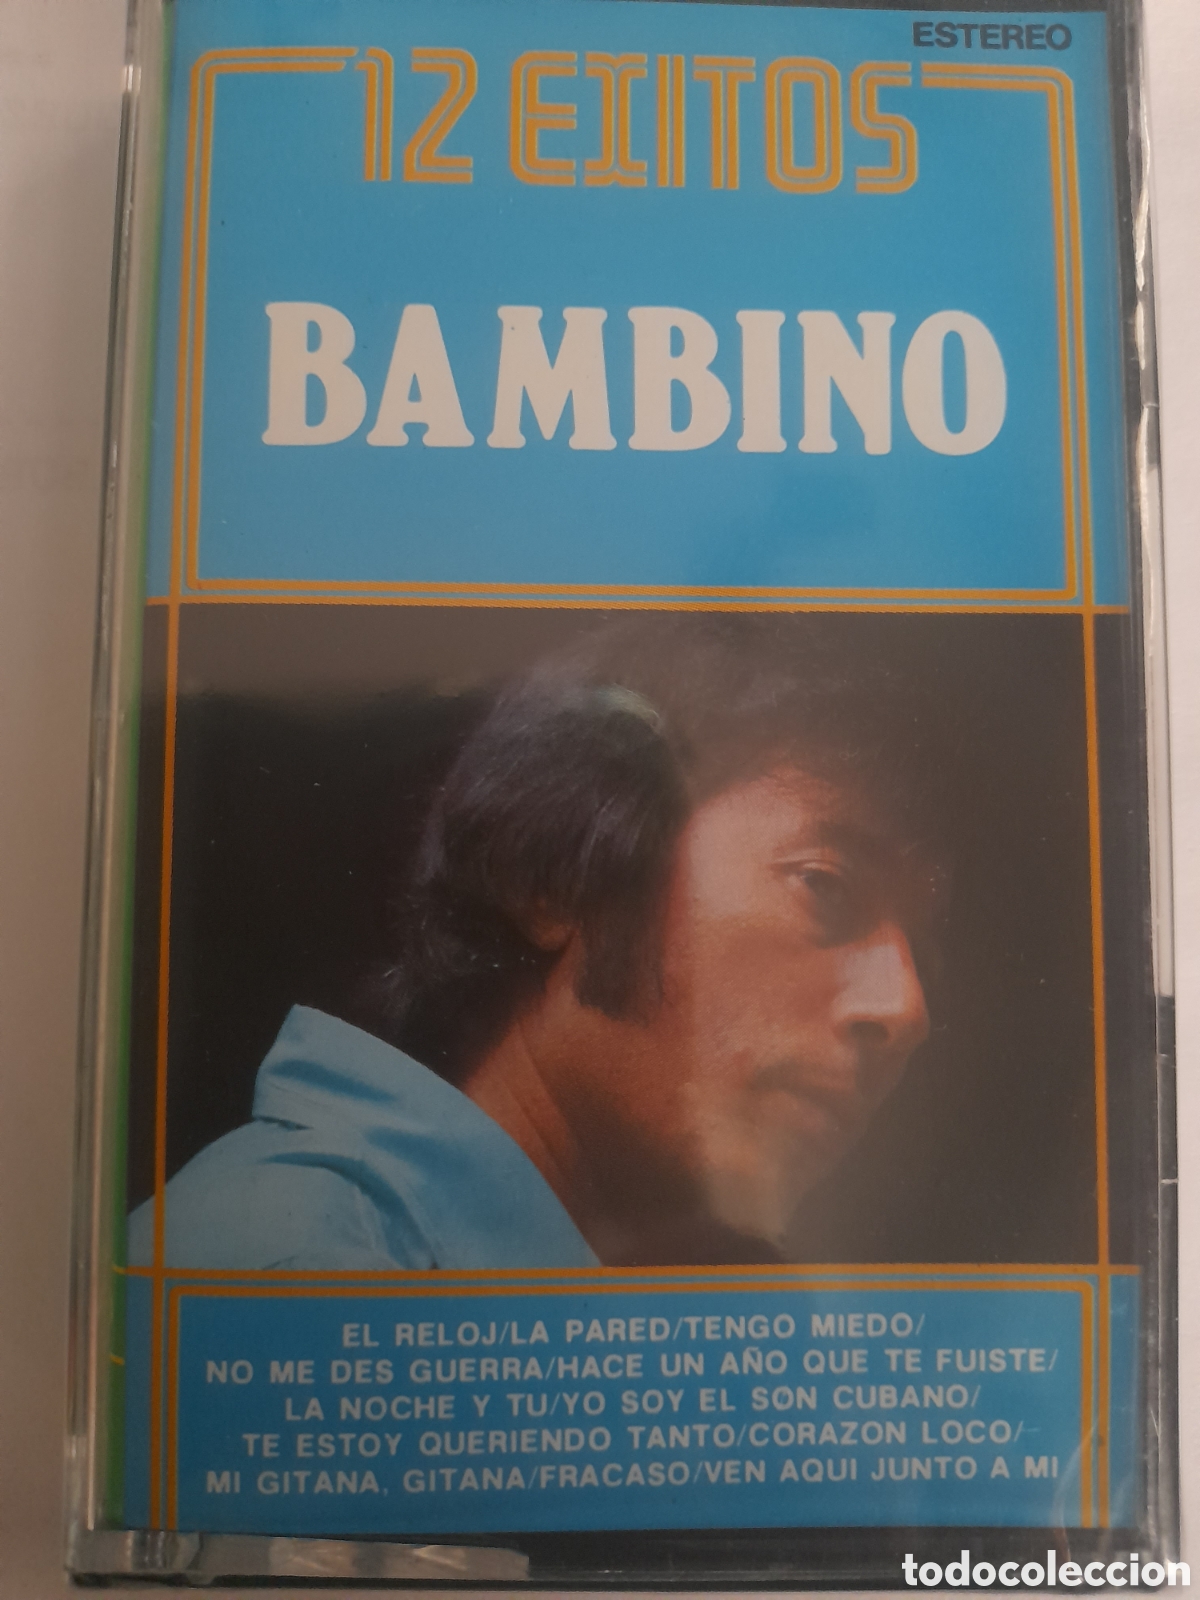 ESTEREO
12 EXITOS
BAMBINO
EL RELOJ/LA PARED/TENGO MIEDO/
NO ME DES GUERRA/HACE UN AÑO QUE TE FUISTE/
LA NOCHE Y TU/YO SOY EL SON CUBANO/
TE ESTOY QUERIENDO TANTO/CORAZON LOCO/
MI GITANA, GITANA/FRACASO/VEN AQUI JUNTO A MI
todocoleccion